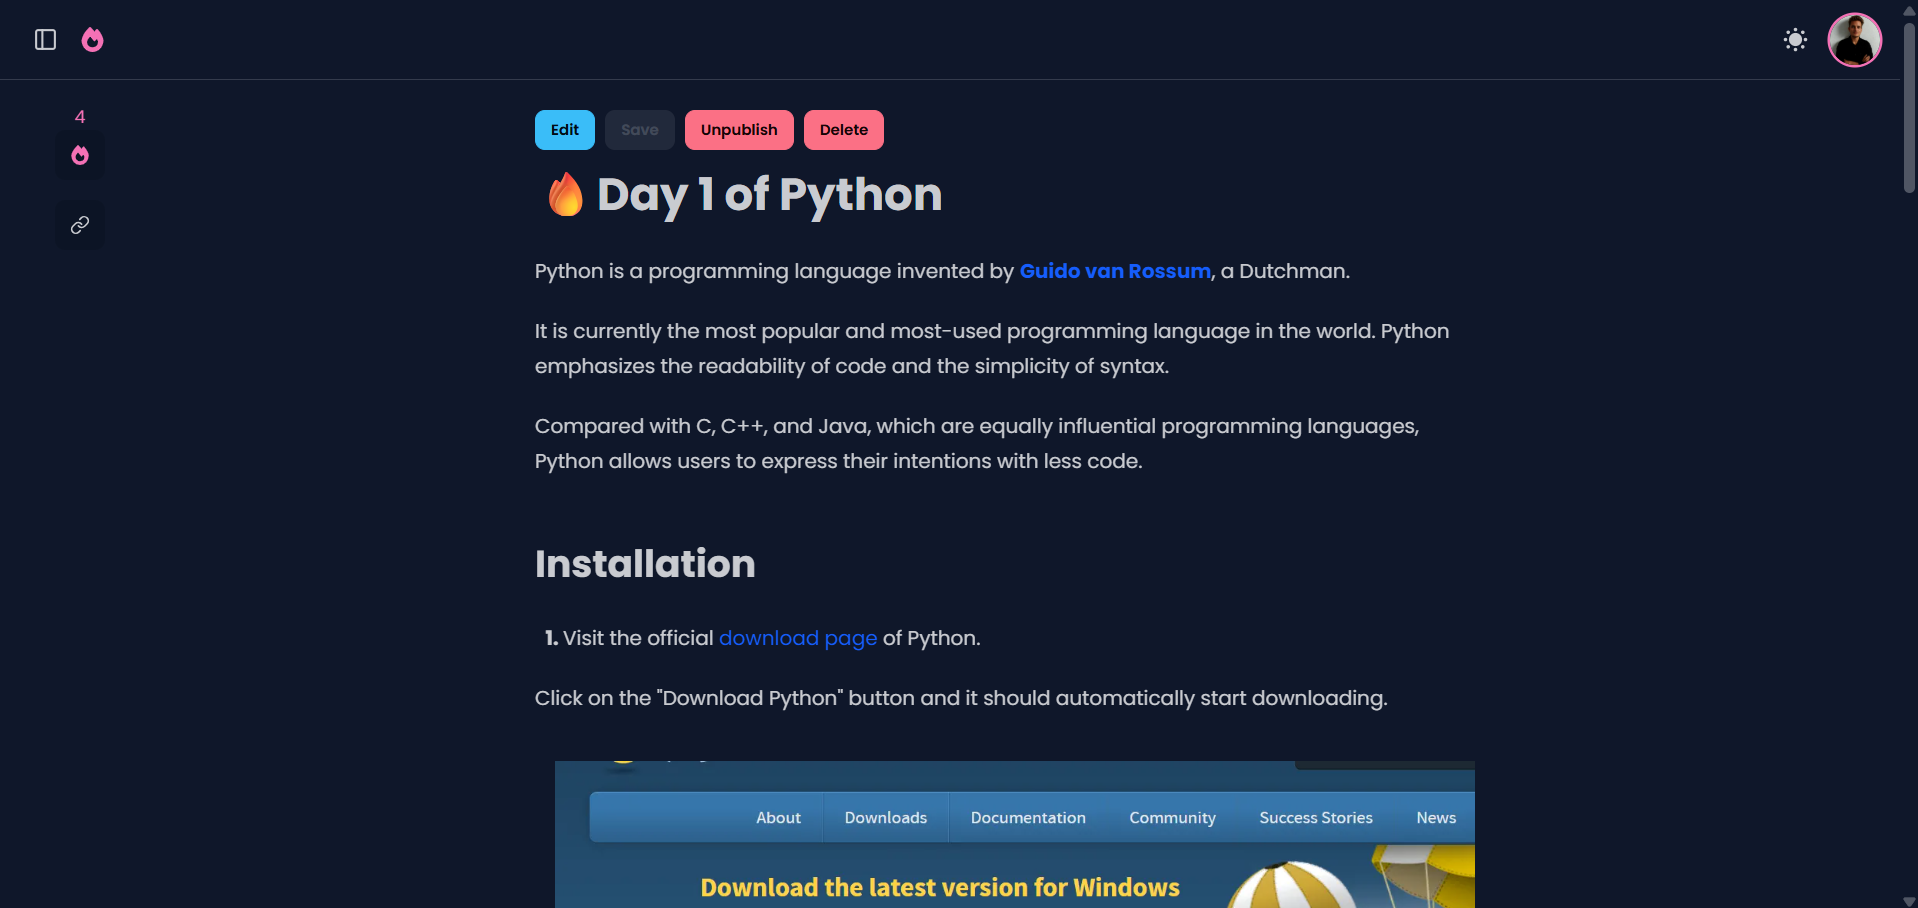 4
Edit Save Unpublish Delete
🔥 Day 1 of Python
Python is a programming language invented by Guido van Rossum, a Dutchman.
It is currently the most popular and most-used programming language in the world. Python
emphasizes the readability of code and the simplicity of syntax.
Compared with C, C++, and Java, which are equally influential programming languages,
Python allows users to express their intentions with less code.
Installation
1. Visit the official download page of Python.
Click on the "Download Python" button and it should automatically start downloading.
About Downloads Documentation Community Success Stories News
Download the latest version for Windows